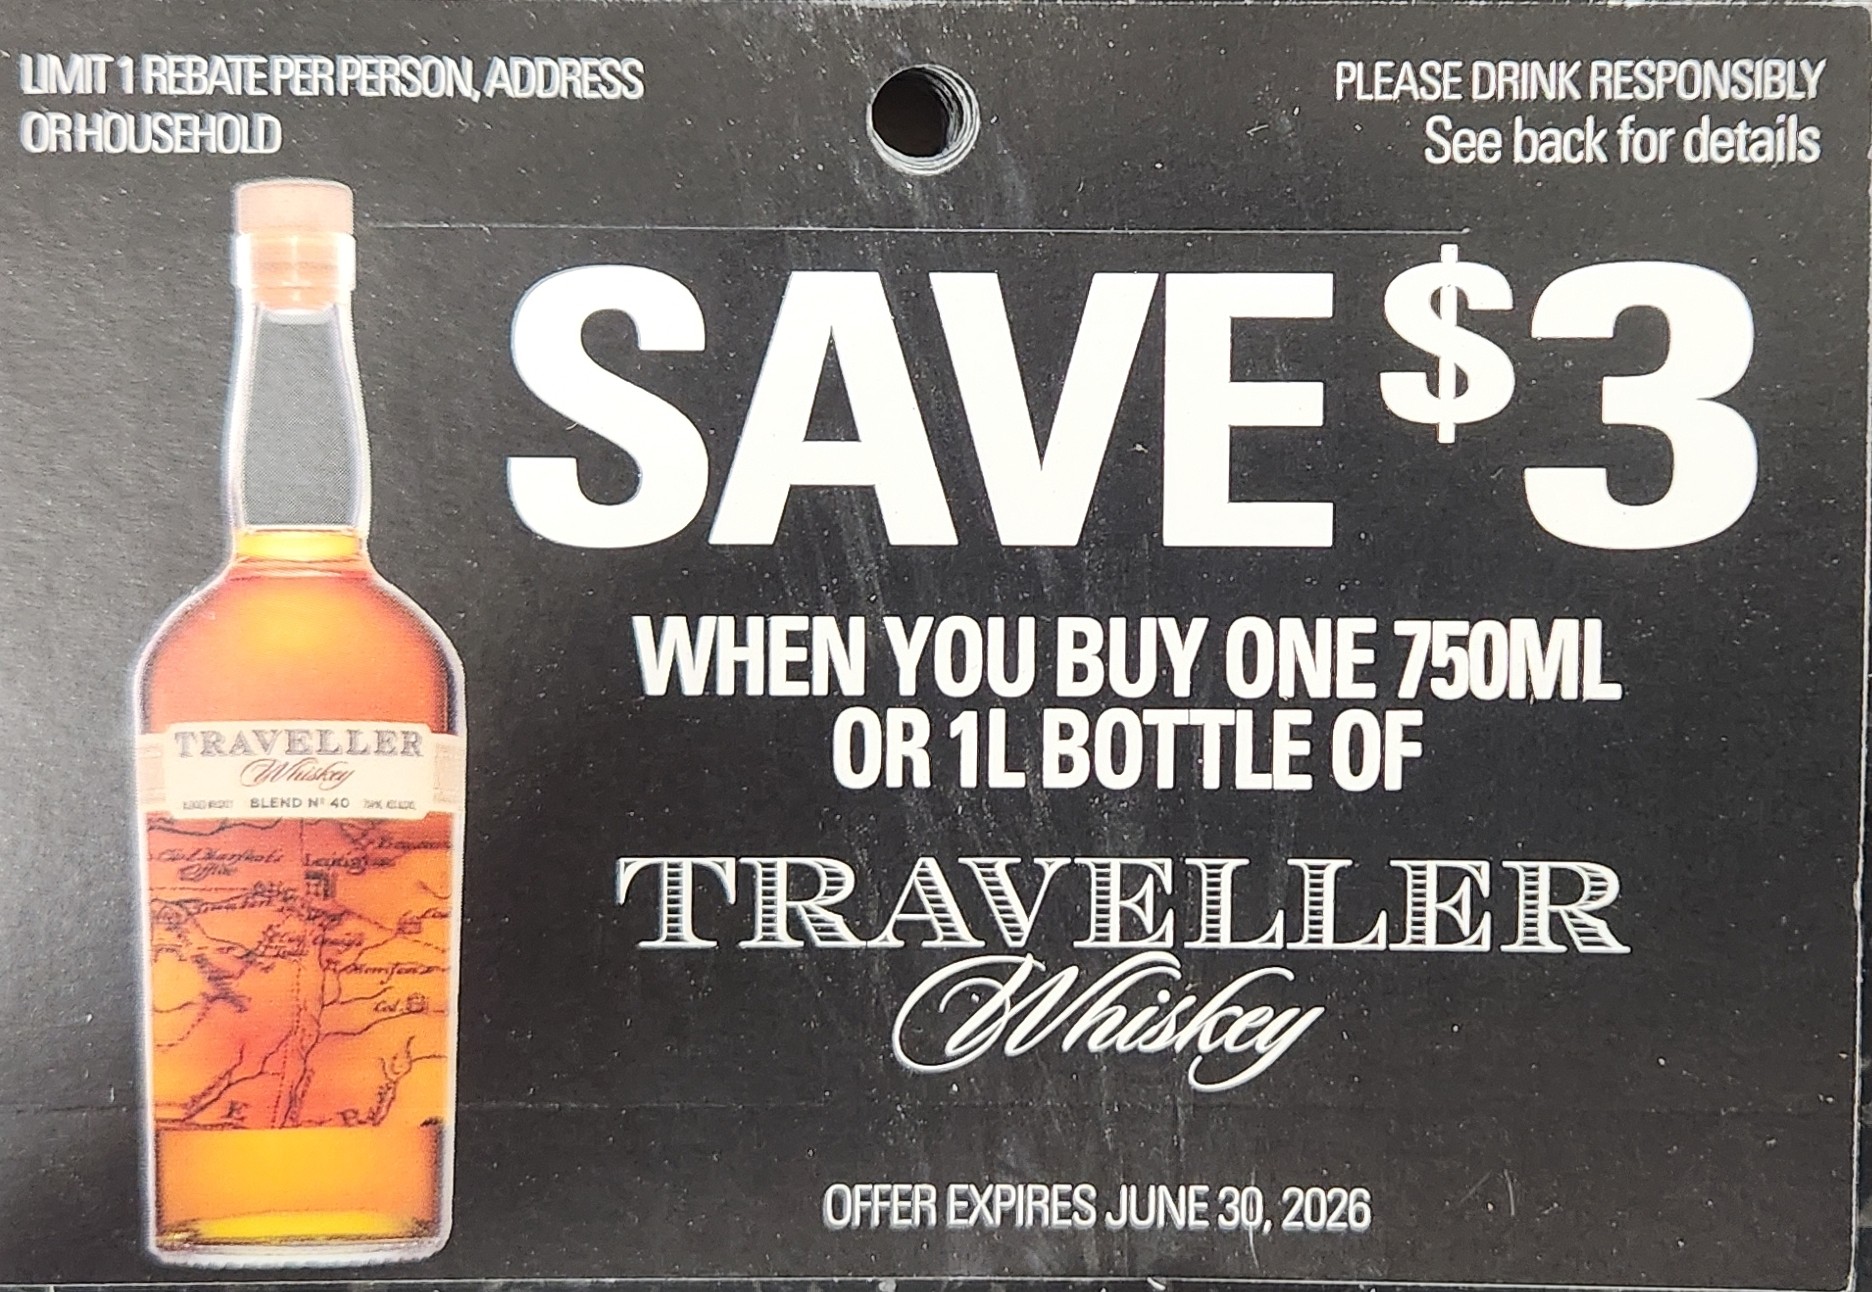 LIMIT 1 REBATE PER PERSON, ADDRESS
OR HOUSEHOLD
PLEASE DRINK RESPONSIBLY
See back for details
SAVE $3
WHEN YOU BUY ONE 750ML
OR 1L BOTTLE OF
TRAVELLER
Whiskey
OFFER EXPIRES JUNE 30, 2026
TRAVELLER
Whiskey
BLENDED WHISKEY BLEND Nº 40